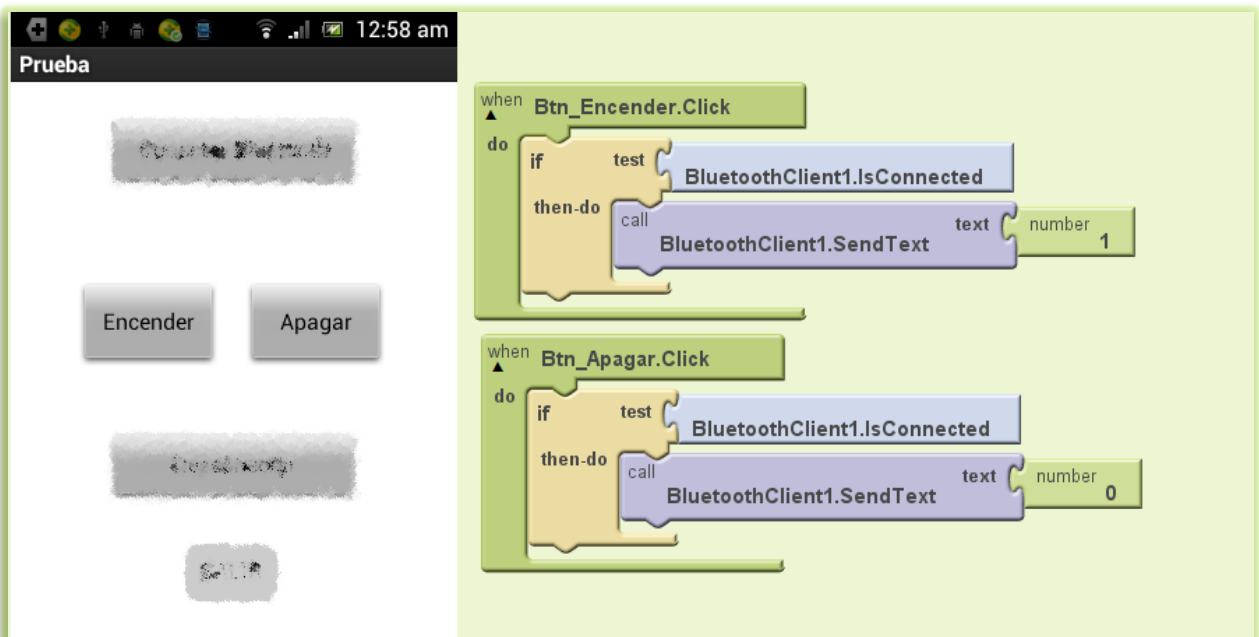 12:58 am
Prueba
Encender
Apagar
SALIR
when Btn_Encender.Click
do
if test BluetoothClient1.IsConnected
then-do call BluetoothClient1.SendText text number 1
when Btn_Apagar.Click
do
if test BluetoothClient1.IsConnected
then-do call BluetoothClient1.SendText text number 0